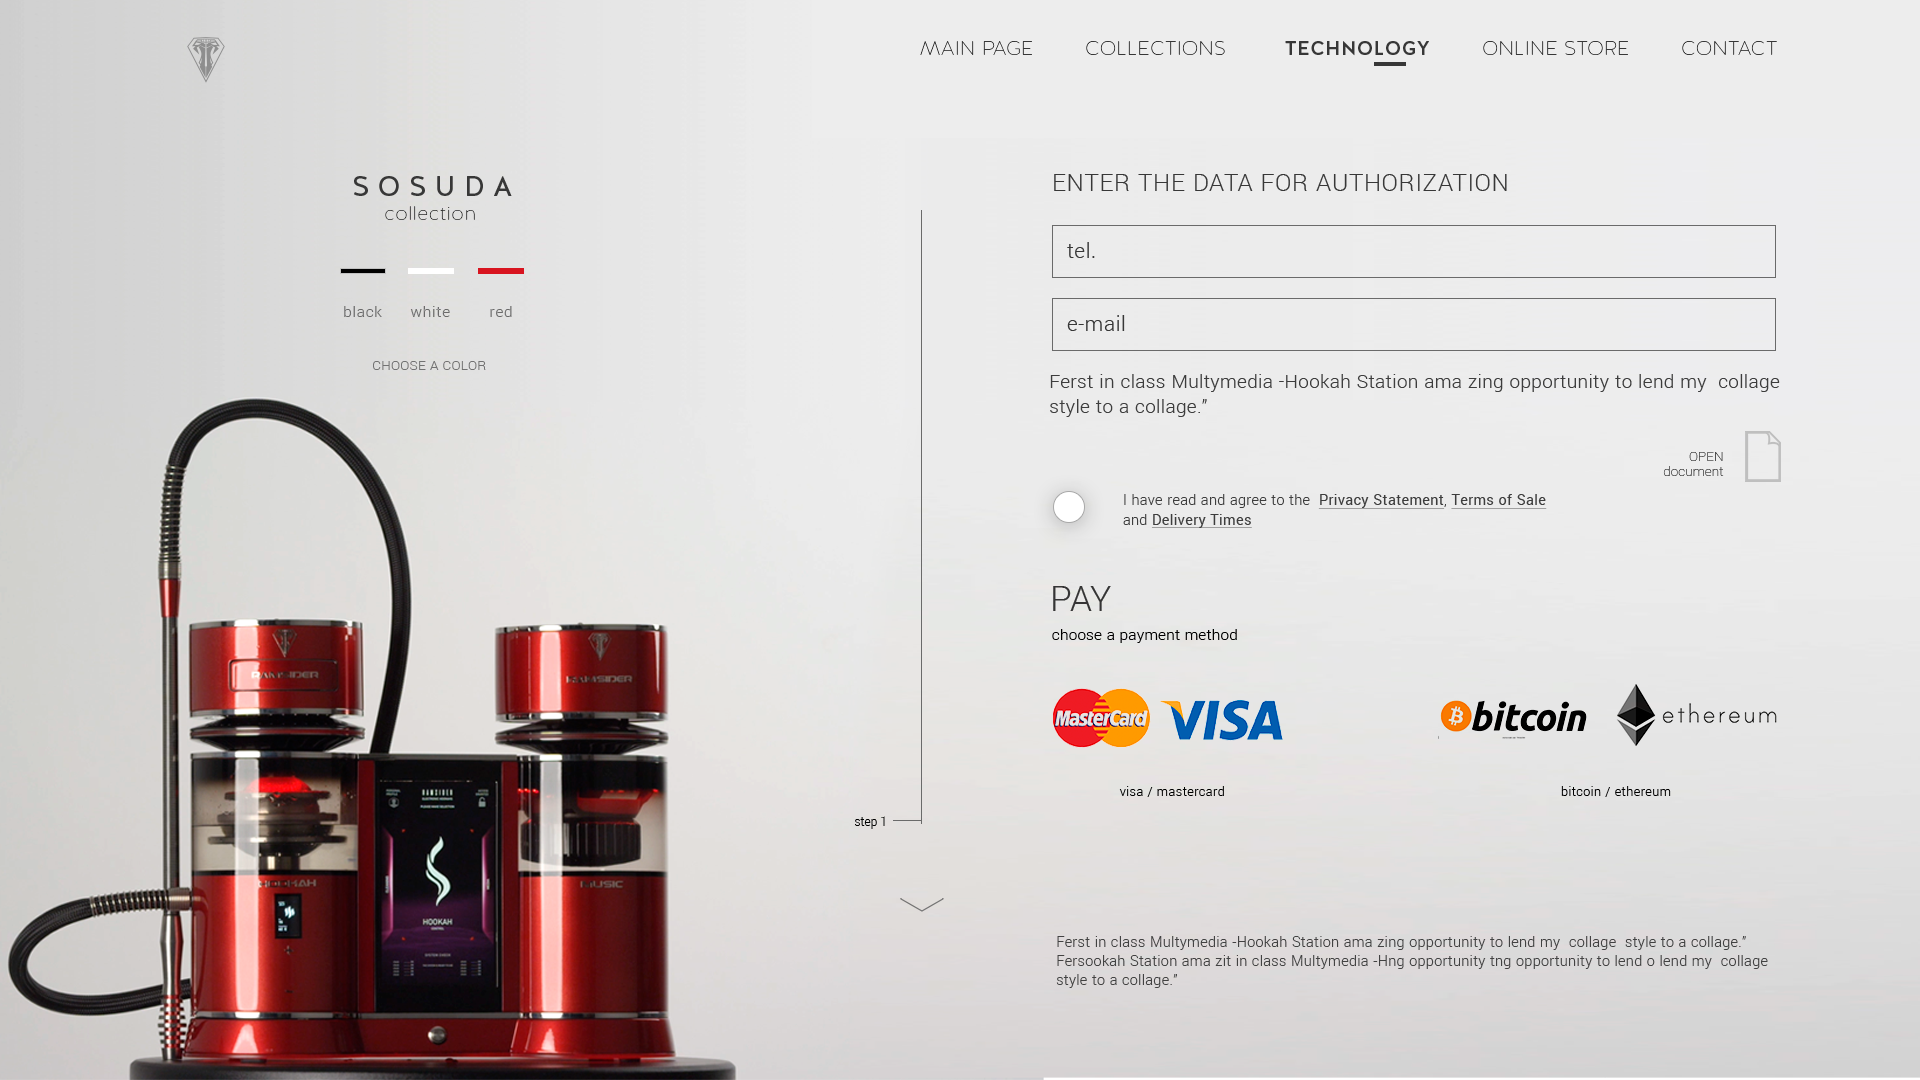 MAIN PAGE
COLLECTIONS
TECHNOLOGY
ONLINE STORE
CONTACT
SOSUDA
collection
black
white
red
CHOOSE A COLOR
ENTER THE DATA FOR AUTHORIZATION
tel.
e-mail
Ferst in class Multymedia -Hookah Station ama zing opportunity to lend my  collage
style to a collage.”
OPEN
document
I have read and agree to the  Privacy Statement, Terms of Sale
and Delivery Times
PAY
choose a payment method
MasterCard
VISA
bitcoin
ethereum
visa / mastercard
bitcoin / ethereum
step 1
Ferst in class Multymedia -Hookah Station ama zing opportunity to lend my  collage  style to a collage.”
Fersookah Station ama zit in class Multymedia -Hng opportunity tng opportunity to lend o lend my  collage
style to a collage.”
RAMSIDER
RAMSIDER
RAMSIDER
HOOKAH
MUSIC
HOOKAH